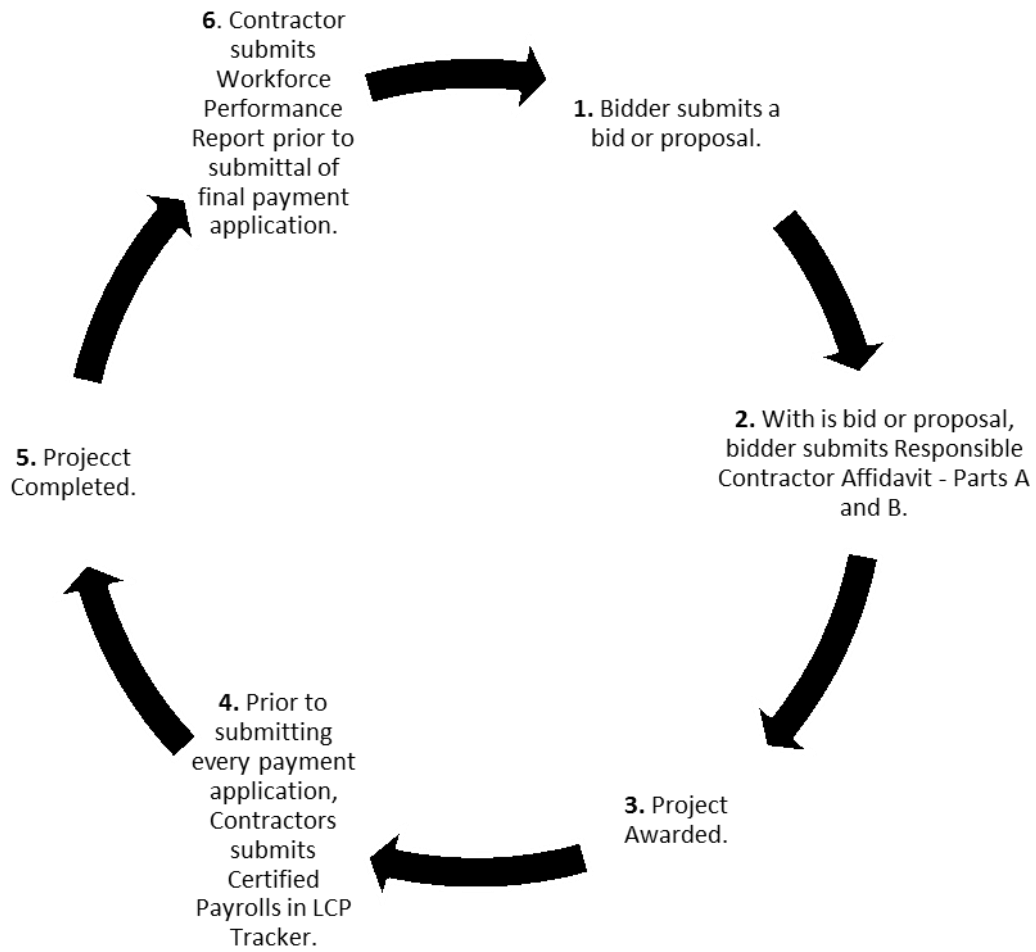 6. Contractor
submits
Workforce
Performance
Report prior to
submittal of
final payment
application.
1. Bidder submits a
bid or proposal.
2. With is bid or proposal,
bidder submits Responsible
Contractor Affidavit - Parts A
and B.
3. Project
Awarded.
4. Prior to
submitting
every payment
application,
Contractors
submits
Certified
Payrolls in LCP
Tracker.
5. Projecct
Completed.